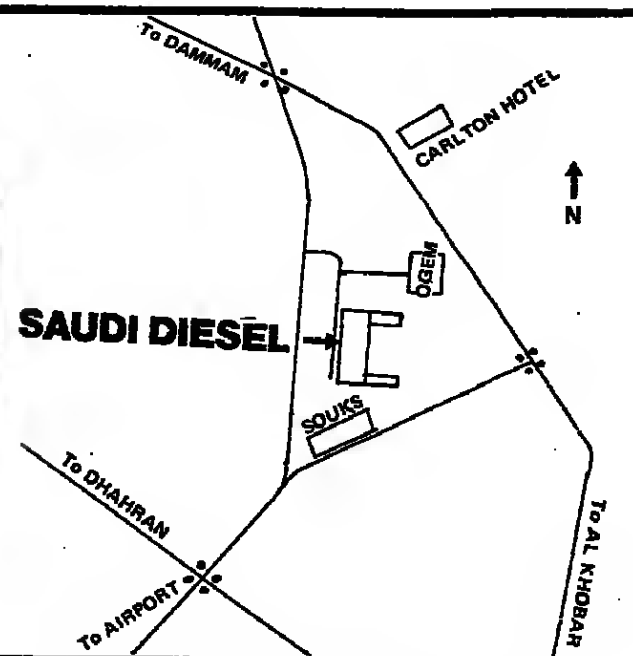 To DAMMAM
CARLTON HOTEL
N
OGEM
SAUDI DIESEL
SOUKS
To DHAHRAN
To AIRPORT
To AL KHOBAR